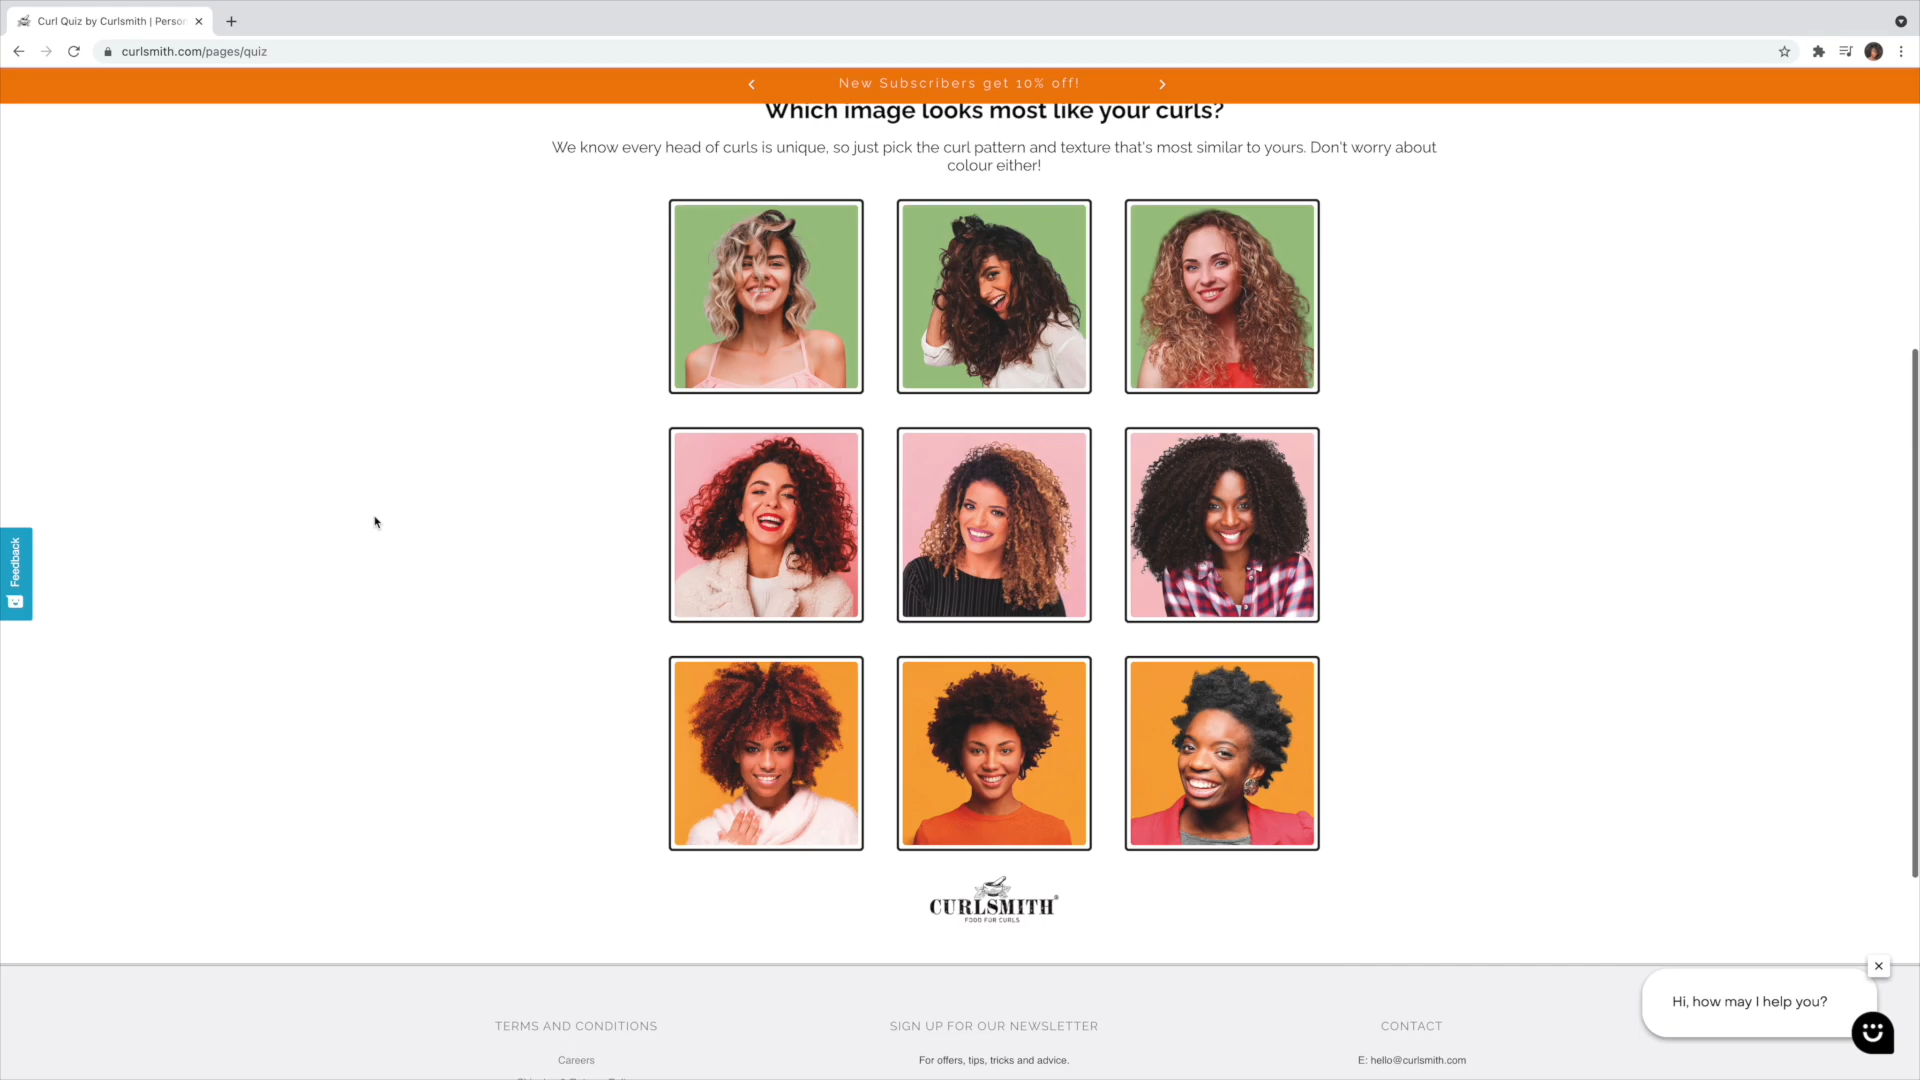 Curl Quiz by Curlsmith | Person
curlsmith.com/pages/quiz
New Subscribers get 10% off!
Which image looks most like your curls?
We know every head of curls is unique, so just pick the curl pattern and texture that's most similar to yours. Don't worry about
colour either!
Feedback
CURLSMITH®
FOOD FOR CURLS
Hi, how may I help you?
TERMS AND CONDITIONS
SIGN UP FOR OUR NEWSLETTER
CONTACT
Careers
For offers, tips, tricks and advice.
E: hello@curlsmith.com